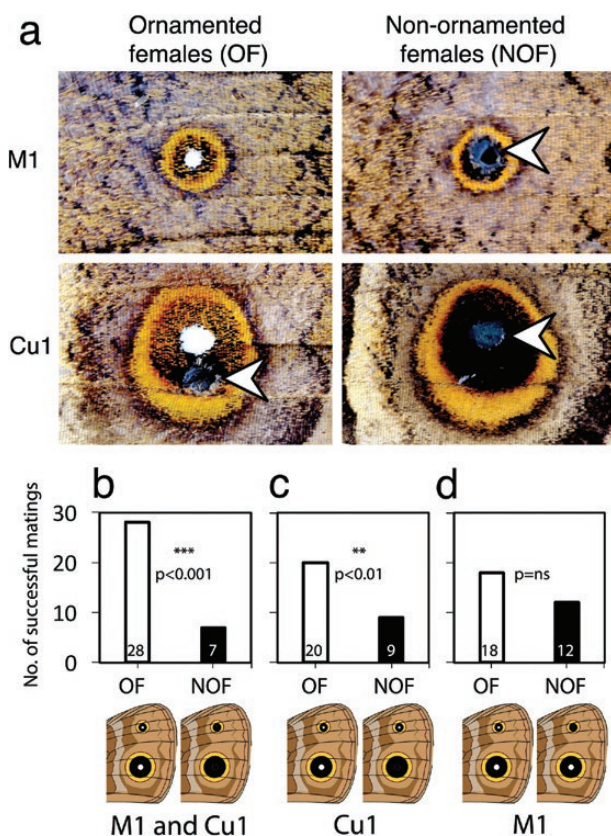 a
Ornamented
females (OF)
Non-ornamented
females (NOF)
M1
Cu1
b
c
d
No. of successful matings
30
20
10
0
***
p<0.001
28
7
OF
NOF
**
p<0.01
20
9
OF
NOF
p=ns
18
12
OF
NOF
M1 and Cu1
Cu1
M1